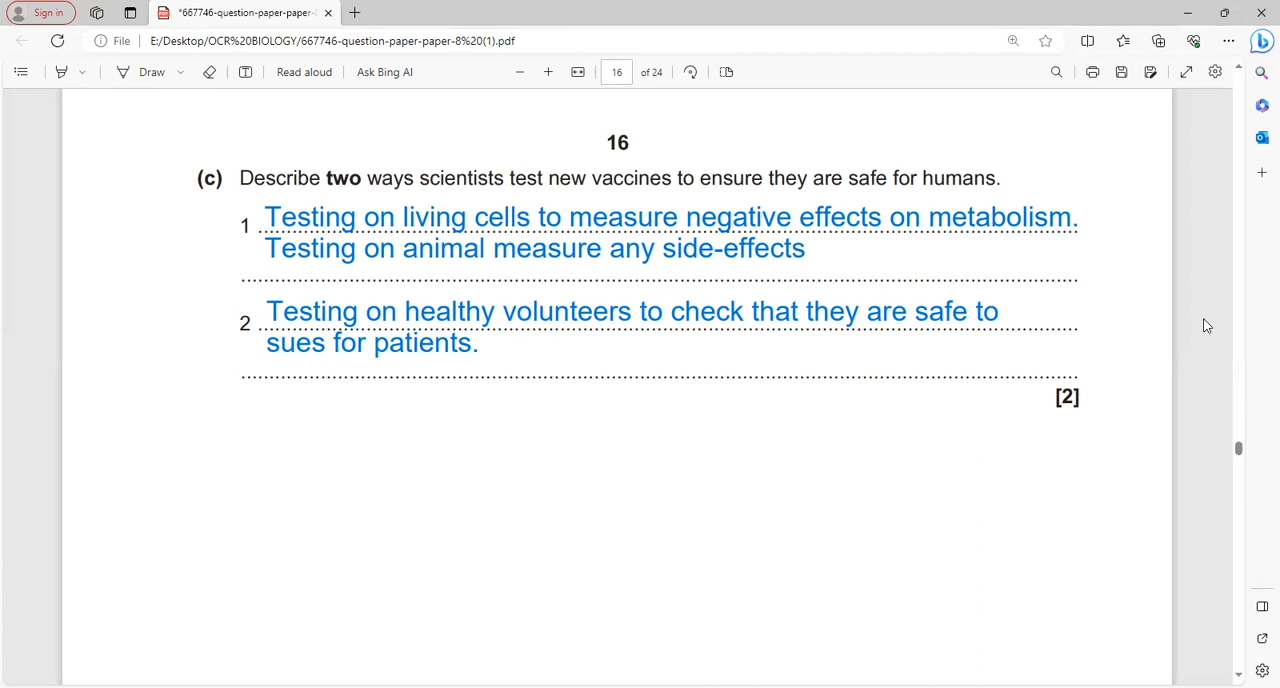 Sign in
*667746-question-paper-paper-
File
E:/Desktop/OCR%20BIOLOGY/667746-question-paper-paper-8%20(1).pdf
Draw
Read aloud
Ask Bing AI
16
of 24
16
(c) Describe two ways scientists test new vaccines to ensure they are safe for humans.
1 Testing on living cells to measure negative effects on metabolism.
Testing on animal measure any side-effects
2 Testing on healthy volunteers to check that they are safe to
sues for patients.
[2]